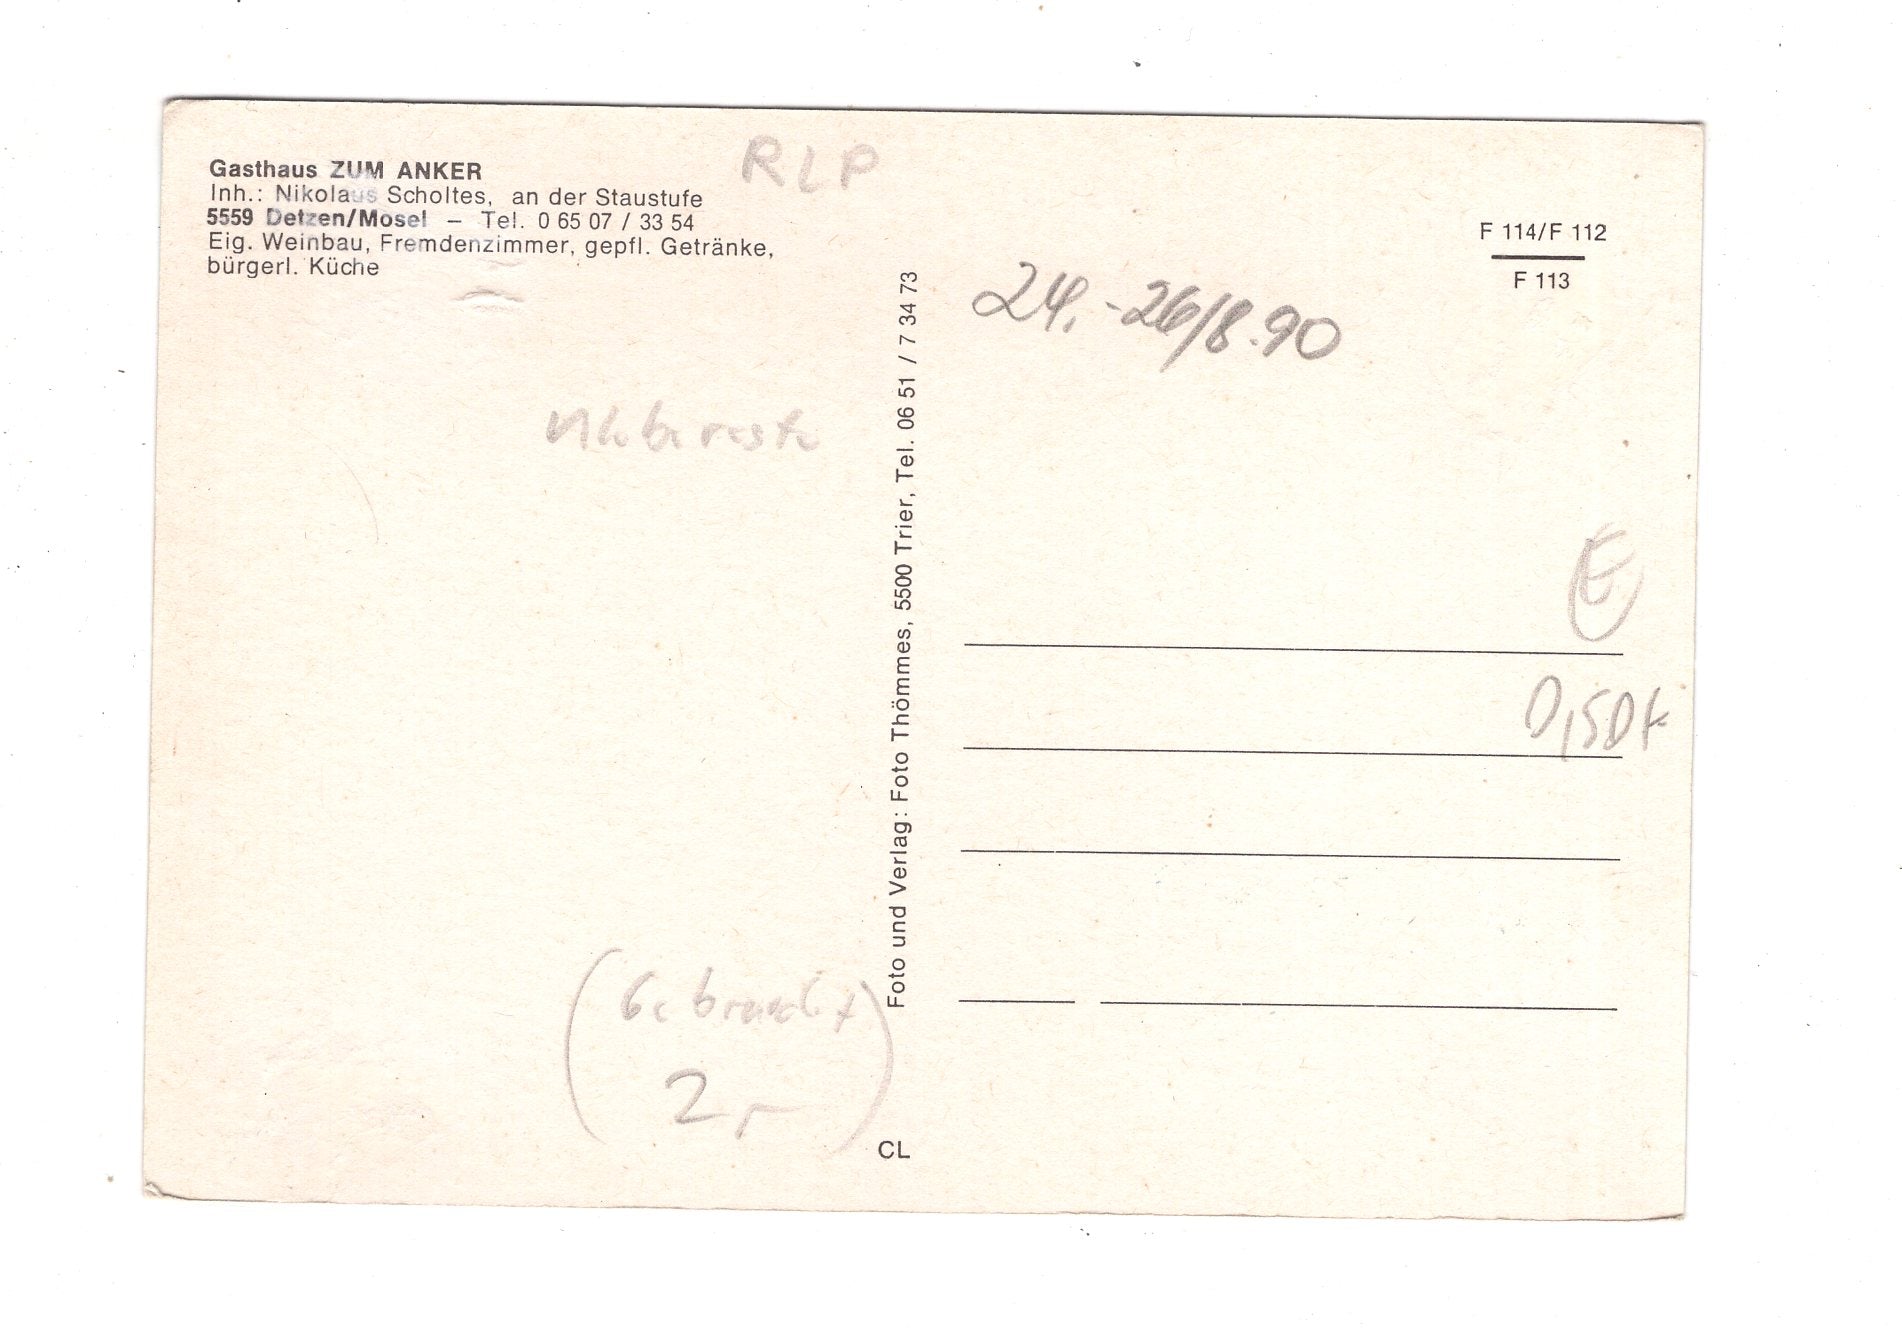 Gasthaus ZUM ANKER
Inh.: Nikolaus Scholtes, an der Staustufe
5559 Detzen/Mosel – Tel. 0 65 07 / 33 54
Eig. Weinbau, Fremdenzimmer, gepfl. Getränke,
bürgerl. Küche
RLP
F 114/F 112
F 113
24.-26/8.90
Foto und Verlag: Foto Thömmes, 5500 Trier, Tel. 06 51 / 7 34 73
E
0,50
(Gebraucht
2,-)
CL